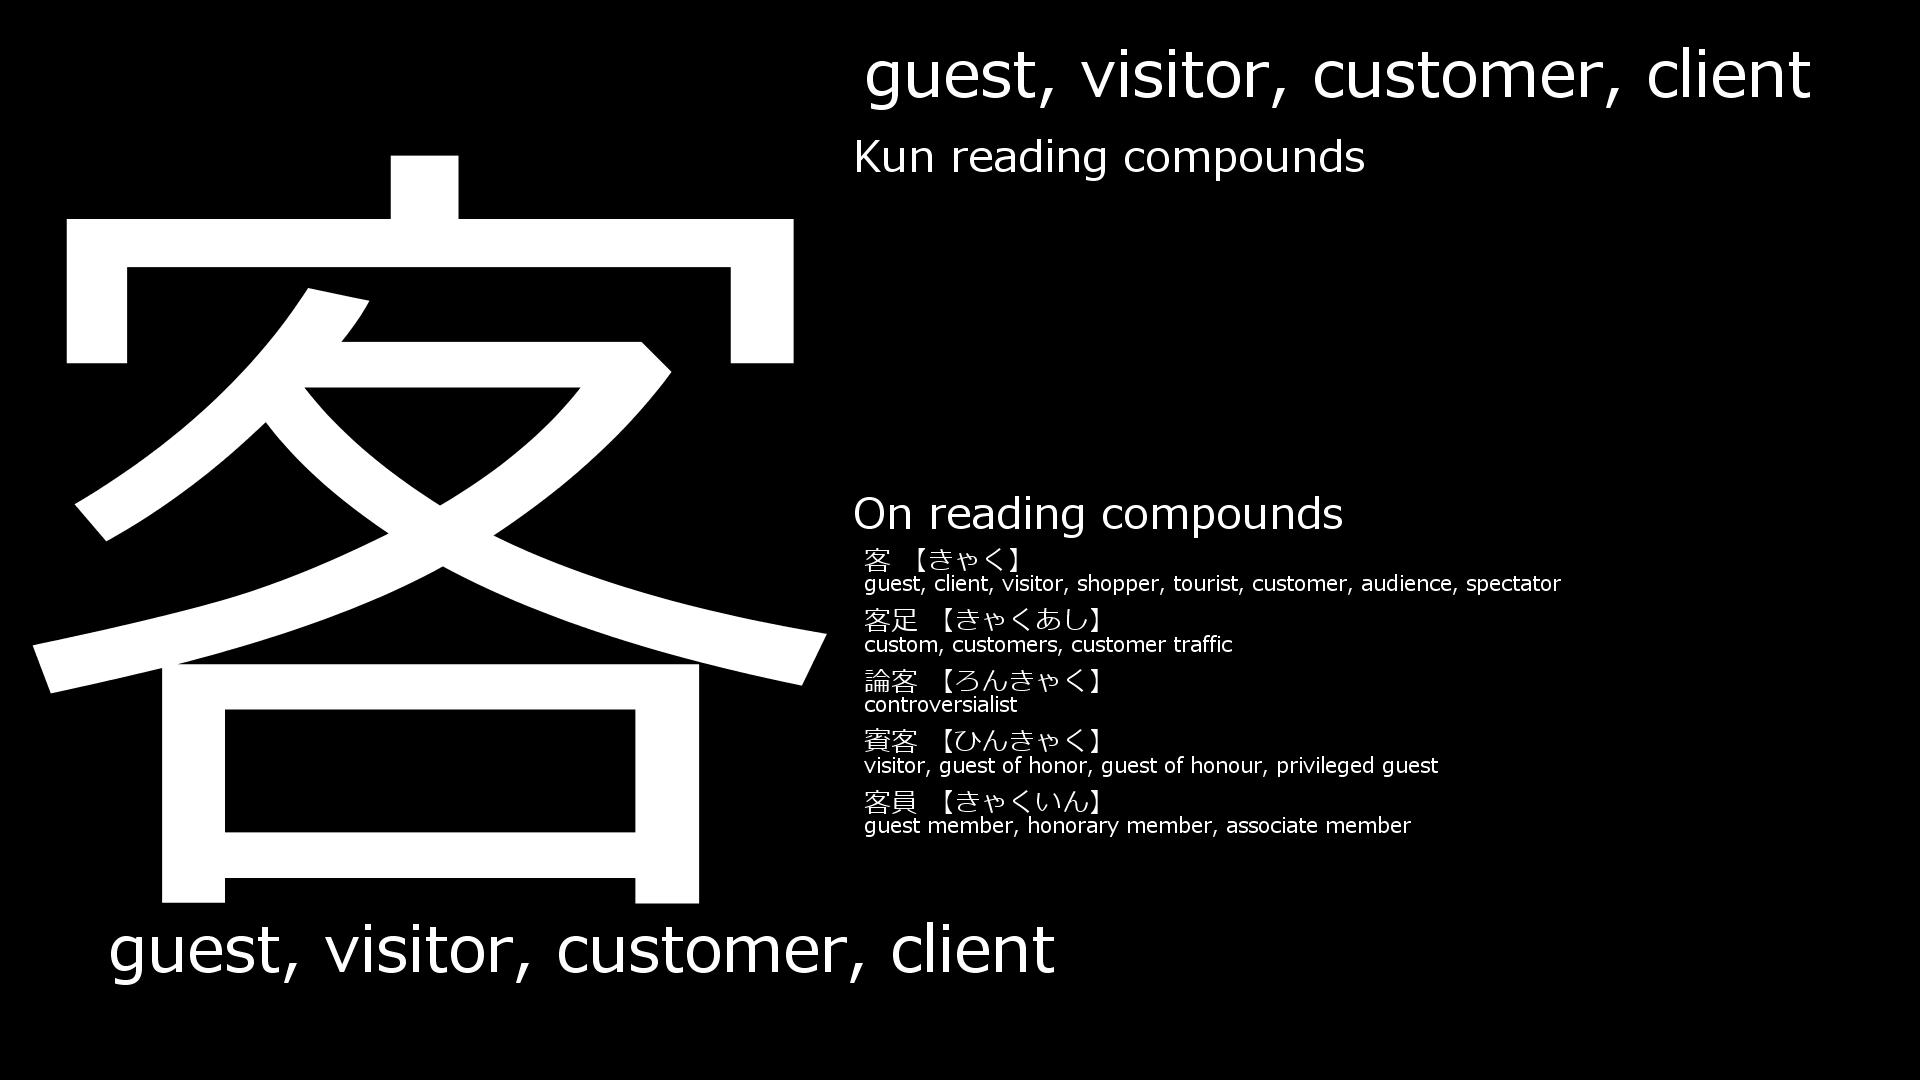 客
guest, visitor, customer, client
guest, visitor, customer, client
Kun reading compounds
On reading compounds
客 【きゃく】
guest, client, visitor, shopper, tourist, customer, audience, spectator
客足 【きゃくあし】
custom, customers, customer traffic
論客 【ろんきゃく】
controversialist
賓客 【ひんきゃく】
visitor, guest of honor, guest of honour, privileged guest
客員 【きゃくいん】
guest member, honorary member, associate member